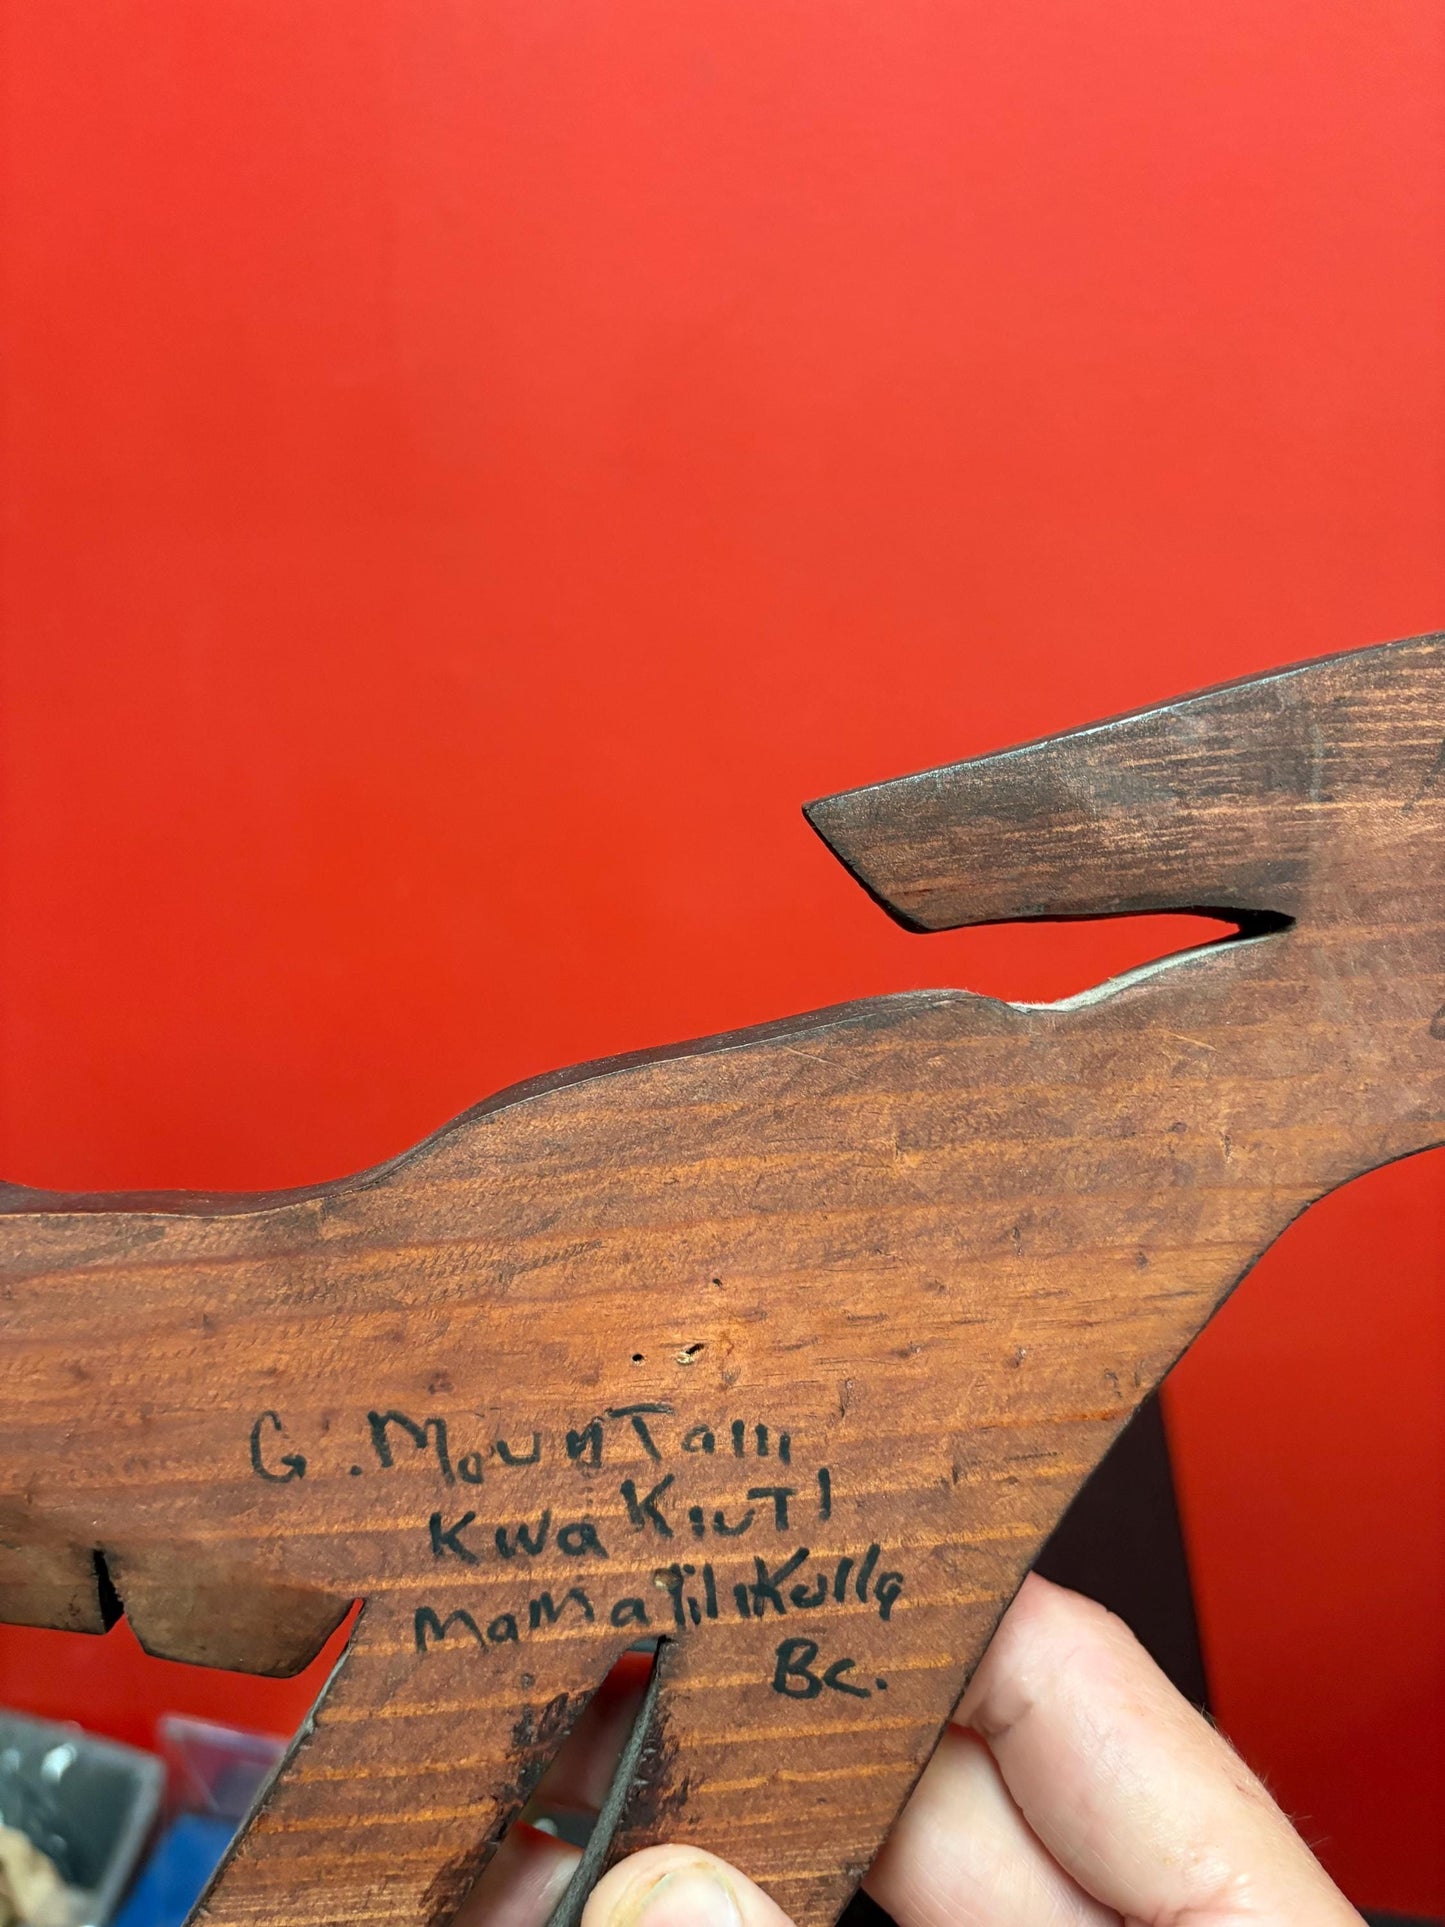 G. MounTain
KwaKiuTl
MaMaLiliKulla
Bc.